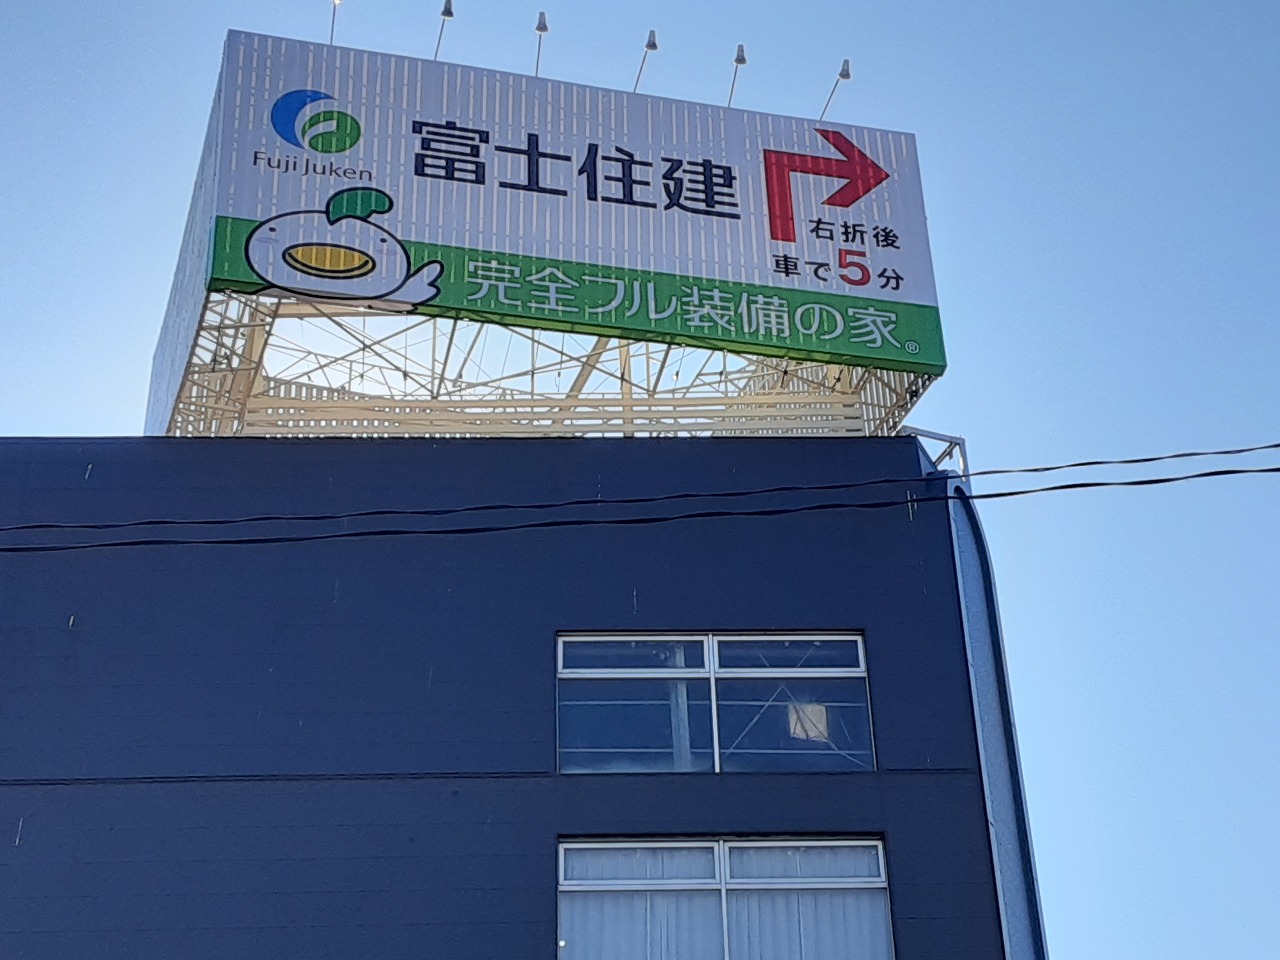 Fuji Juken
富士住建
右折後
車で5分
完全フル装備の家®